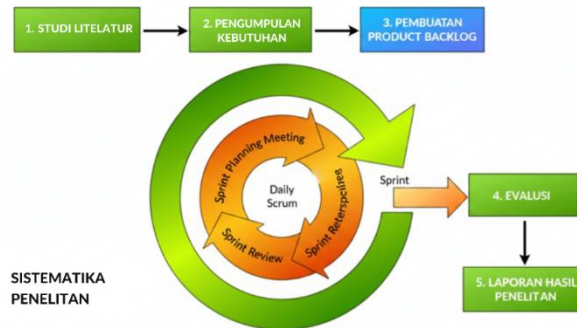 1. STUDI LITELATUR
2. PENGUMPULAN
KEBUTUHAN
3. PEMBUATAN
PRODUCT BACKLOG
Sprint Planning Meeting
Daily
Scrum
Sprint Reterspoilrea
Sprint Review
Sprint
4. EVALUSI
5. LAPORAN HASIL
PENELITAN
SISTEMATIKA
PENELITAN